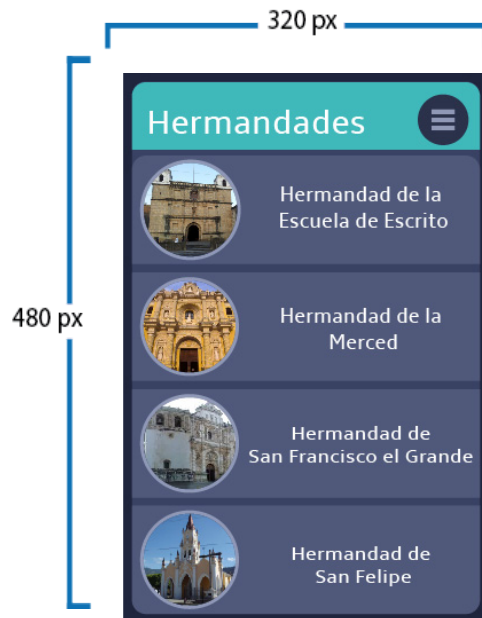 320 px
480 px
Hermandades
Hermandad de la
Escuela de Escrito
Hermandad de la
Merced
Hermandad de
San Francisco el Grande
Hermandad de
San Felipe